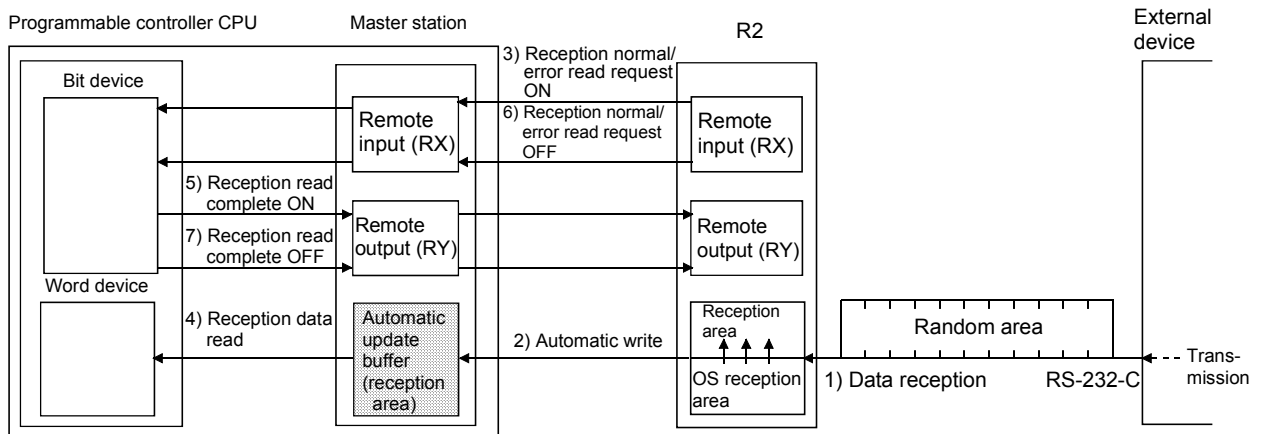 Programmable controller CPU
Master station
R2
External
device
Bit device
3) Reception normal/
error read request
ON
Remote
input (RX)
6) Reception normal/
error read request
OFF
Remote
input (RX)
5) Reception read
complete ON
Remote
output (RY)
Remote
output (RY)
7) Reception read
complete OFF
Word device
4) Reception data
read
Automatic
update
buffer
(reception
area)
2) Automatic write
Reception
area
OS reception
area
Random area
1) Data reception
RS-232-C
Trans-
mission